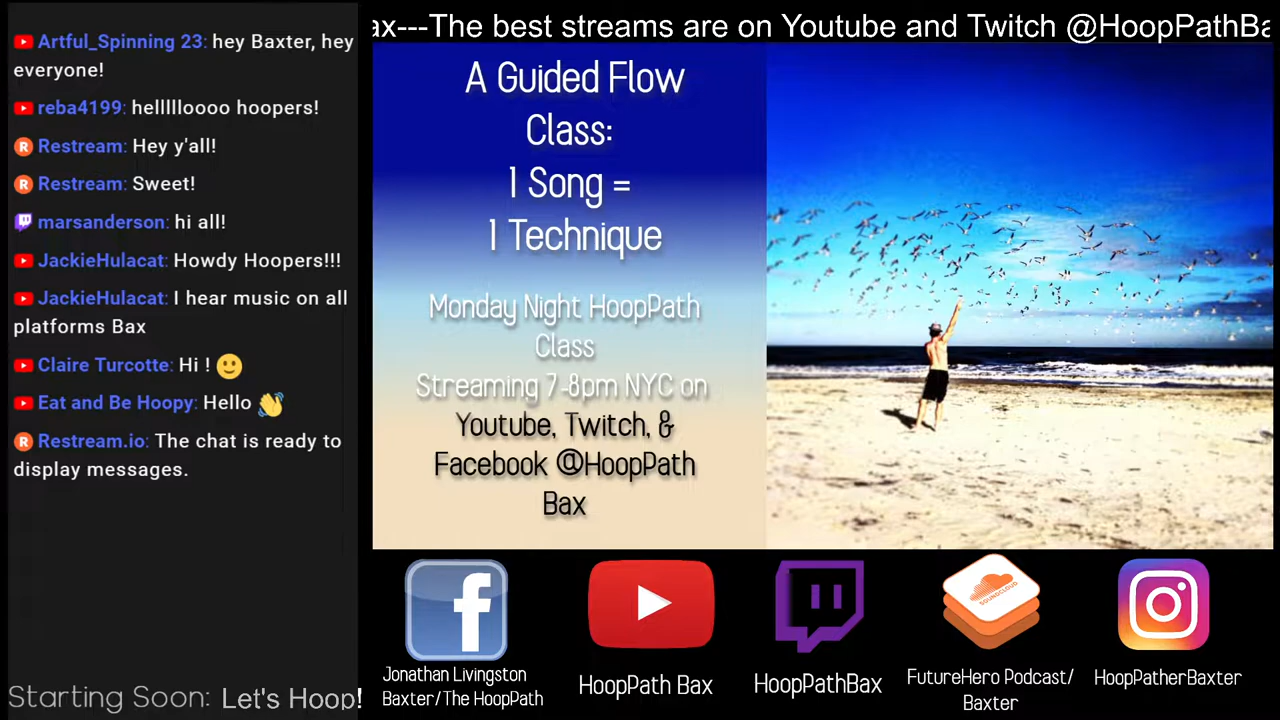 ax---The best streams are on Youtube and Twitch @HoopPathBa
Artful_Spinning 23: hey Baxter, hey
everyone!
reba4199: helllloooo hoopers!
Restream: Hey y'all!
Restream: Sweet!
marsanderson: hi all!
JackieHulacat: Howdy Hoopers!!!
JackieHulacat: I hear music on all
platforms Bax
Claire Turcotte: Hi ! 🙂
Eat and Be Hoopy: Hello 👋
Restream.io: The chat is ready to
display messages.
Starting Soon: Let's Hoop!
A Guided Flow
Class:
1 Song =
1 Technique
Monday Night HoopPath
Class
Streaming 7-8pm NYC on
Youtube, Twitch, &
Facebook @HoopPath
Bax
Jonathan Livingston
Baxter/The HoopPath
HoopPath Bax
HoopPathBax
SOUNDCLOUD
FutureHero Podcast/
Baxter
HoopPatherBaxter